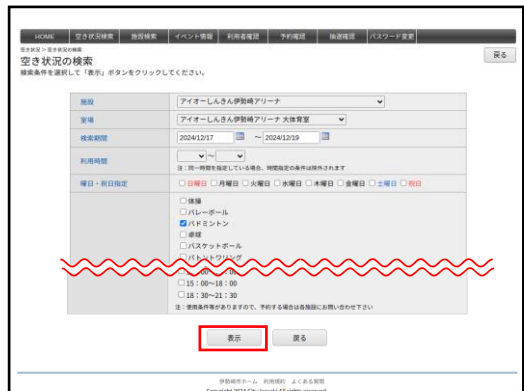 HOME 空き状況検索 施設検索 イベント情報 利用者確認 予約確認 抽選確認 パスワード変更
空き状況 > 空き状況の検索
戻る
空き状況の検索
検索条件を選択して「表示」ボタンをクリックしてください。
施設 アイオーしんきん伊勢崎アリーナ
室場 アイオーしんきん伊勢崎アリーナ 大体育室
検索期間 2024/12/17 ~ 2024/12/19
利用時間 ~
注：同一時間を指定している場合、時間指定の条件は除外されます
曜日・祝日指定 日曜日 月曜日 火曜日 水曜日 木曜日 金曜日 土曜日 祝日
体操
バレーボール
バドミントン
卓球
バスケットボール
バトントワリング
15：00～18：00
18：30～21：30
注：使用条件等がありますので、予約する場合は各施設にお問い合わせ下さい
表示 戻る
伊勢崎市ホーム 利用規約 よくある質問